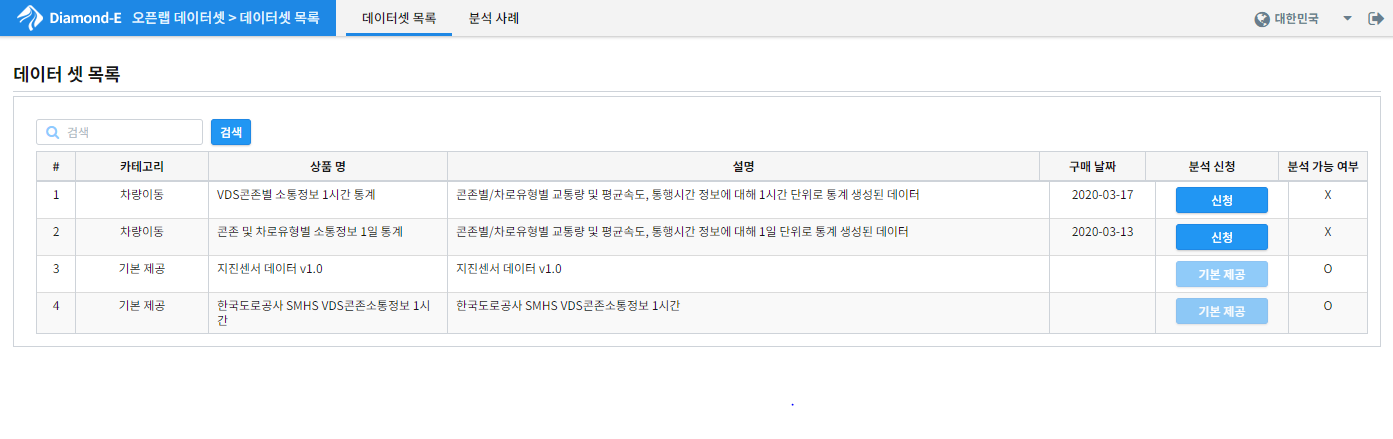 Diamond-E 오픈랩 데이터셋 > 데이터셋 목록 데이터셋 목록 분석 사례 대한민국
데이터 셋 목록
검색 검색
# 카테고리 상품 명 설명 구매 날짜 분석 신청 분석 가능 여부
1 차량이동 VDS콘존별 소통정보 1시간 통계 콘존별/차로유형별 교통량 및 평균속도, 통행시간 정보에 대해 1시간 단위로 통계 생성된 데이터 2020-03-17 신청 X
2 차량이동 콘존 및 차로유형별 소통정보 1일 통계 콘존별/차로유형별 교통량 및 평균속도, 통행시간 정보에 대해 1일 단위로 통계 생성된 데이터 2020-03-13 신청 X
3 기본 제공 지진센서 데이터 v1.0 지진센서 데이터 v1.0 기본 제공 O
4 기본 제공 한국도로공사 SMHS VDS콘존소통정보 1시 한국도로공사 SMHS VDS콘존소통정보 1시간 기본 제공 O
간